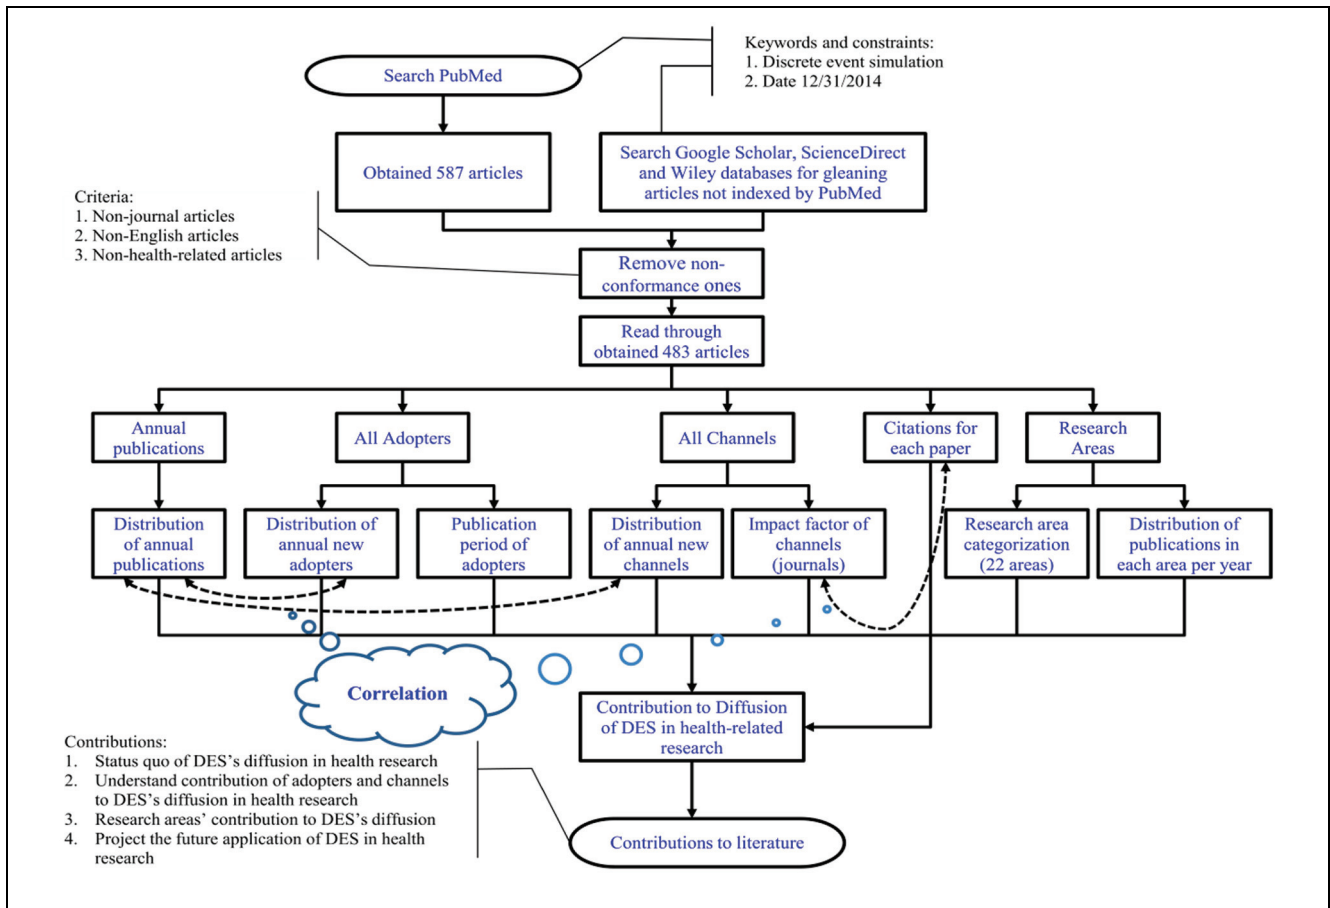 Keywords and constraints:
1. Discrete event simulation
2. Date 12/31/2014
Search PubMed
Obtained 587 articles
Search Google Scholar, ScienceDirect
and Wiley databases for gleaning
articles not indexed by PubMed
Criteria:
1. Non-journal articles
2. Non-English articles
3. Non-health-related articles
Remove non-
conformance ones
Read through
obtained 483 articles
Annual
publications
All Adopters
All Channels
Citations for
each paper
Research
Areas
Distribution
of annual
publications
Distribution of
annual new
adopters
Publication
period of
adopters
Distribution
of annual new
channels
Impact factor of
channels
(journals)
Research area
categorization
(22 areas)
Distribution of
publications in
each area per year
Correlation
Contribution to Diffusion
of DES in health-related
research
Contributions:
1. Status quo of DES's diffusion in health research
2. Understand contribution of adopters and channels
to DES's diffusion in health research
3. Research areas' contribution to DES's diffusion
4. Project the future application of DES in health
research
Contributions to literature